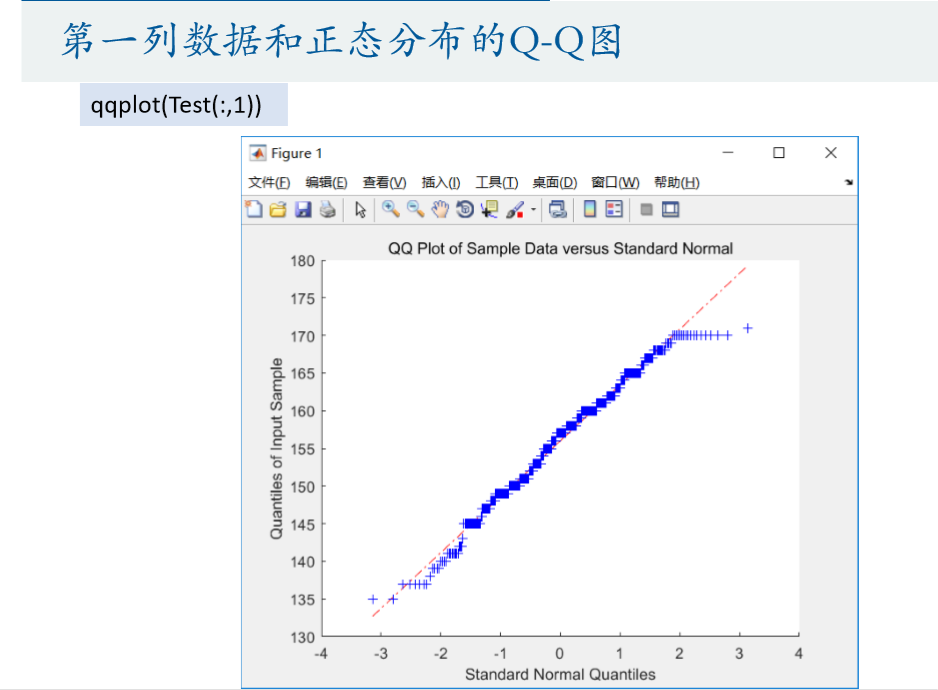 第一列数据和正态分布的Q-Q图
qqplot(Test(:,1))
Figure 1
文件(F) 编辑(E) 查看(V) 插入(I) 工具(T) 桌面(D) 窗口(W) 帮助(H)
QQ Plot of Sample Data versus Standard Normal
180
175
170
165
160
155
150
145
140
135
130
Quantiles of Input Sample
-4 -3 -2 -1 0 1 2 3 4
Standard Normal Quantiles